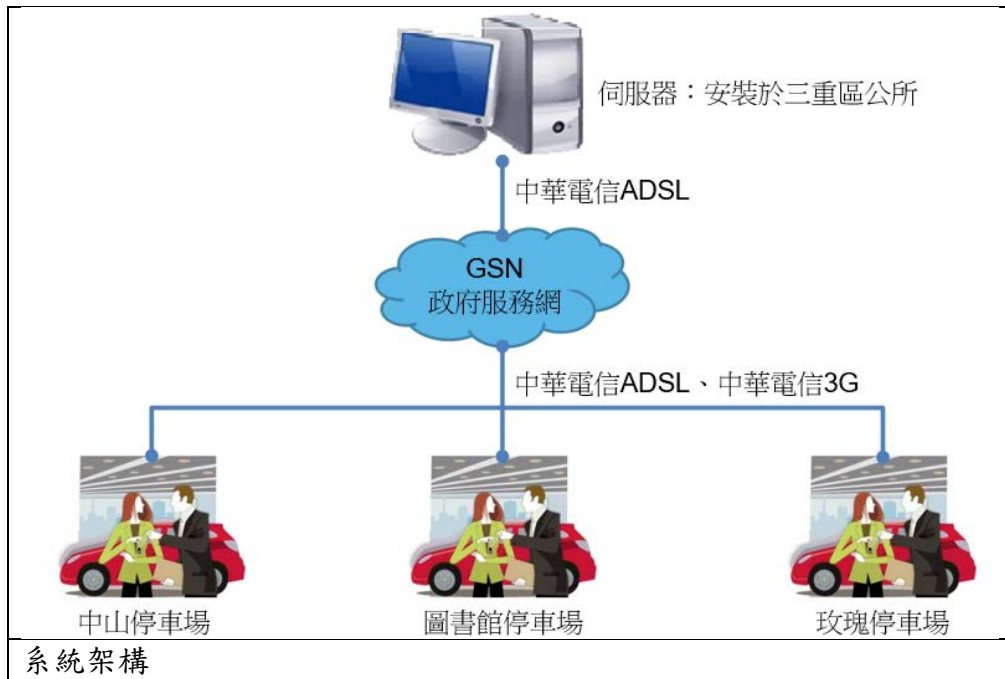 伺服器：安裝於三重區公所
中華電信ADSL
GSN
政府服務網
中華電信ADSL、中華電信3G
中山停車場
圖書館停車場
玫瑰停車場
系統架構